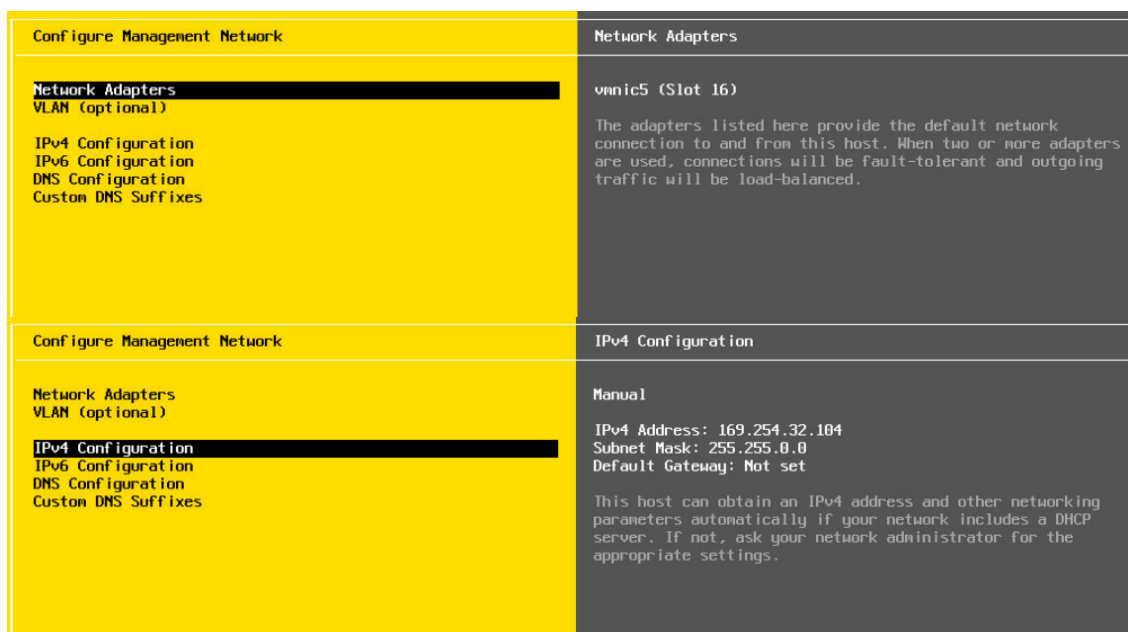 Configure Management Network
Network Adapters
VLAN (optional)
IPv4 Configuration
IPv6 Configuration
DNS Configuration
Custom DNS Suffixes
Network Adapters
vmnic5 (Slot 16)
The adapters listed here provide the default network
connection to and from this host. When two or more adapters
are used, connections will be fault-tolerant and outgoing
traffic will be load-balanced.
Configure Management Network
Network Adapters
VLAN (optional)
IPv4 Configuration
IPv6 Configuration
DNS Configuration
Custom DNS Suffixes
IPv4 Configuration
Manual
IPv4 Address: 169.254.32.104
Subnet Mask: 255.255.0.0
Default Gateway: Not set
This host can obtain an IPv4 address and other networking
parameters automatically if your network includes a DHCP
server. If not, ask your network administrator for the
appropriate settings.